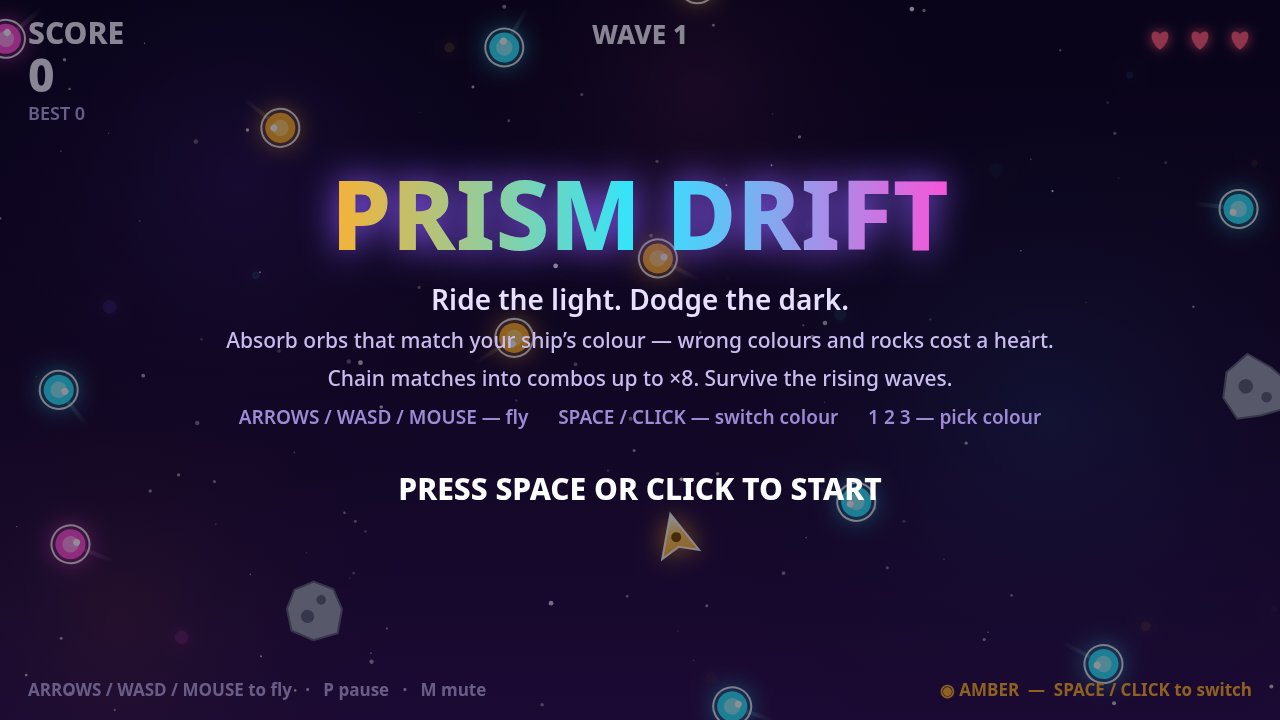 SCORE
0
BEST 0
WAVE 1
PRISM DRIFT
Ride the light. Dodge the dark.
Absorb orbs that match your ship’s colour — wrong colours and rocks cost a heart.
Chain matches into combos up to ×8. Survive the rising waves.
ARROWS / WASD / MOUSE — fly SPACE / CLICK — switch colour 1 2 3 — pick colour
PRESS SPACE OR CLICK TO START
ARROWS / WASD / MOUSE to fly · P pause · M mute
◉ AMBER — SPACE / CLICK to switch